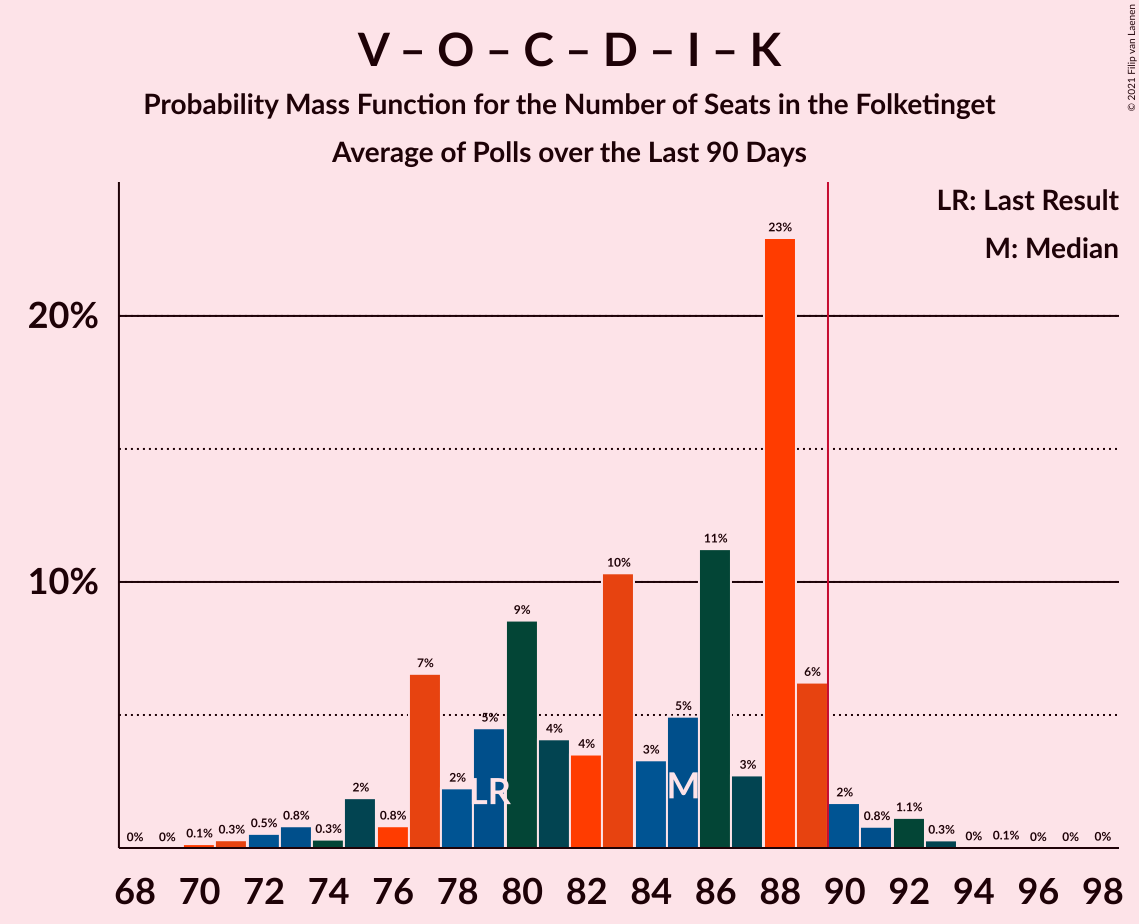 V – O – C – D – I – K
Probability Mass Function for the Number of Seats in the Folketinget
Average of Polls over the Last 90 Days
© 2021 Filip van Laenen
LR: Last Result
M: Median
20%
10%
0% 0% 0.1% 0.3% 0.5% 0.8% 0.3% 2% 0.8% 7% 2% 5% 9% 4% 4% 10% 3% 5% 11% 3% 23% 6% 2% 0.8% 1.1% 0.3% 0% 0.1% 0% 0% 0%
LR M
68 70 72 74 76 78 80 82 84 86 88 90 92 94 96 98